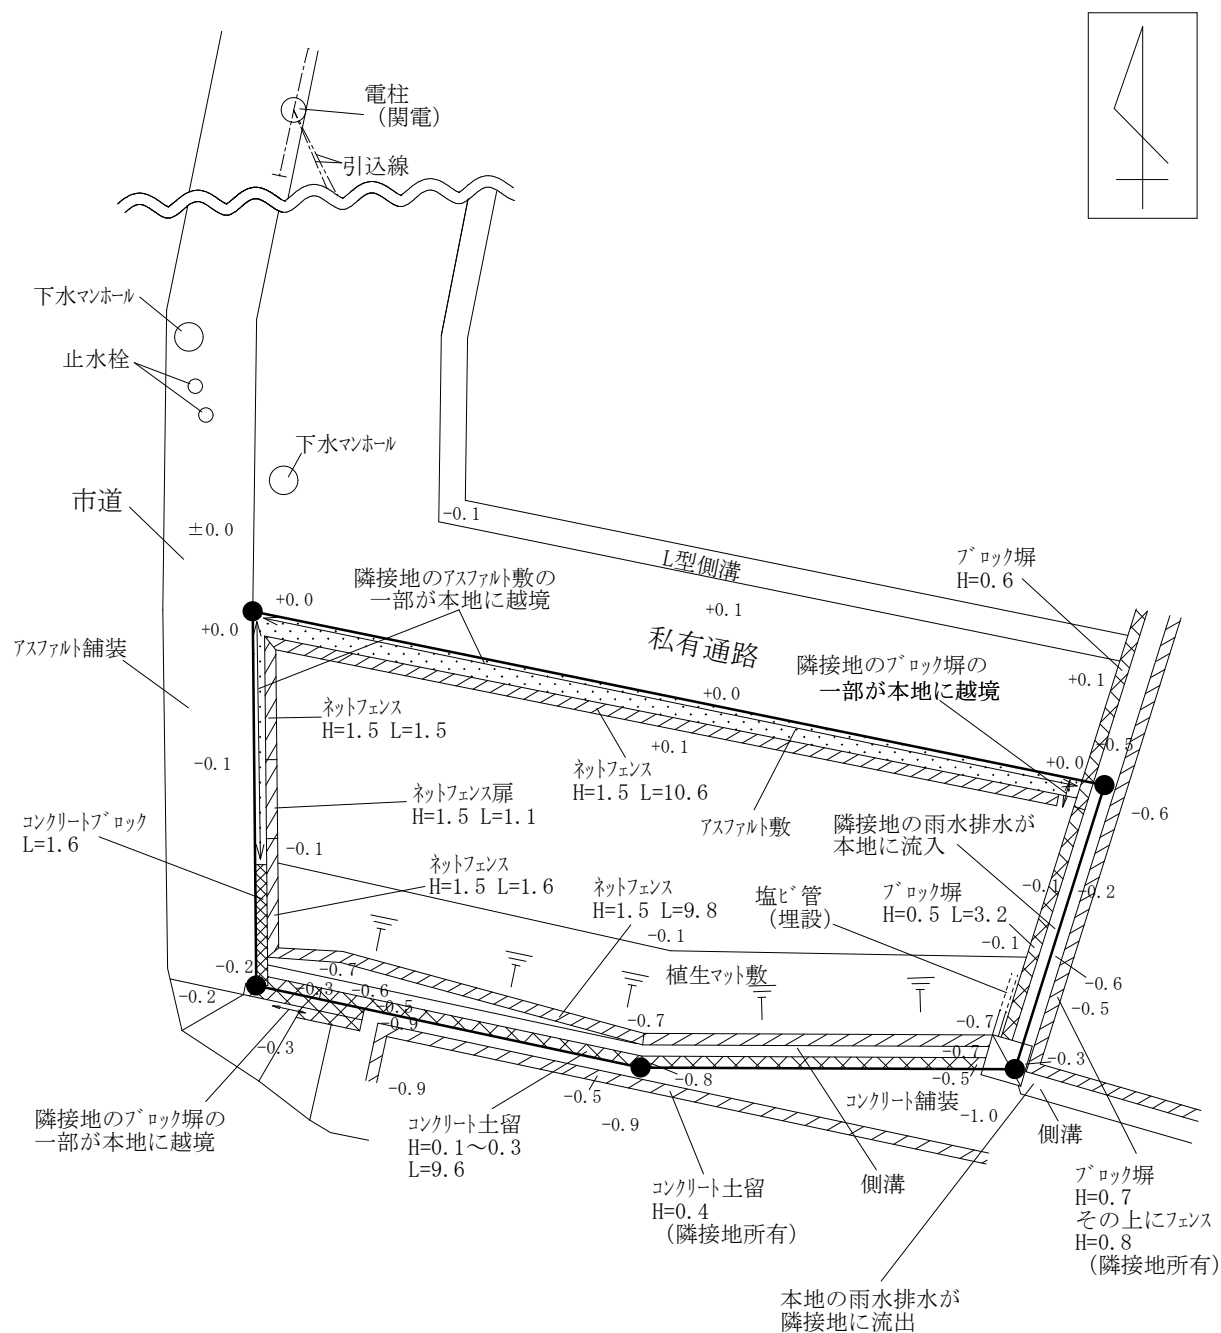 電柱
（関電）
引込線
下水マンホール
止水栓
下水マンホール
市道
±0.0
-0.1
L型側溝
ブロック塀
H=0.6
隣接地のアスファルト敷の
一部が本地に越境
+0.0
+0.1
+0.0
アスファルト舗装
私有通路
隣接地のブロック塀の
一部が本地に越境
+0.1
+0.0
ネットフェンス
H=1.5 L=1.5
-0.1
+0.1
ネットフェンス
H=1.5 L=10.6
+0.0
-0.5
ネットフェンス扉
H=1.5 L=1.1
アスファルト敷
-0.6
コンクリートブロック
L=1.6
隣接地の雨水排水が
本地に流入
-0.1
ネットフェンス
H=1.5 L=1.6
ネットフェンス
H=1.5 L=9.8
塩ビ管
（埋設）
ブロック塀
H=0.5 L=3.2
-0.1
-0.2
-0.1
-0.1
植生マット敷
-0.2
-0.7
-0.6
-0.3
-0.2
-0.5
-0.9
-0.6
-0.5
-0.7
-0.7
-0.3
-0.7
-0.3
-0.8
-0.5
-0.9
-0.5
-0.9
コンクリート舗装
-1.0
隣接地のブロック塀の
一部が本地に越境
コンクリート土留
H=0.1～0.3
L=9.6
側溝
コンクリート土留
H=0.4
（隣接地所有）
側溝
ブロック塀
H=0.7
その上にフェンス
H=0.8
（隣接地所有）
本地の雨水排水が
隣接地に流出